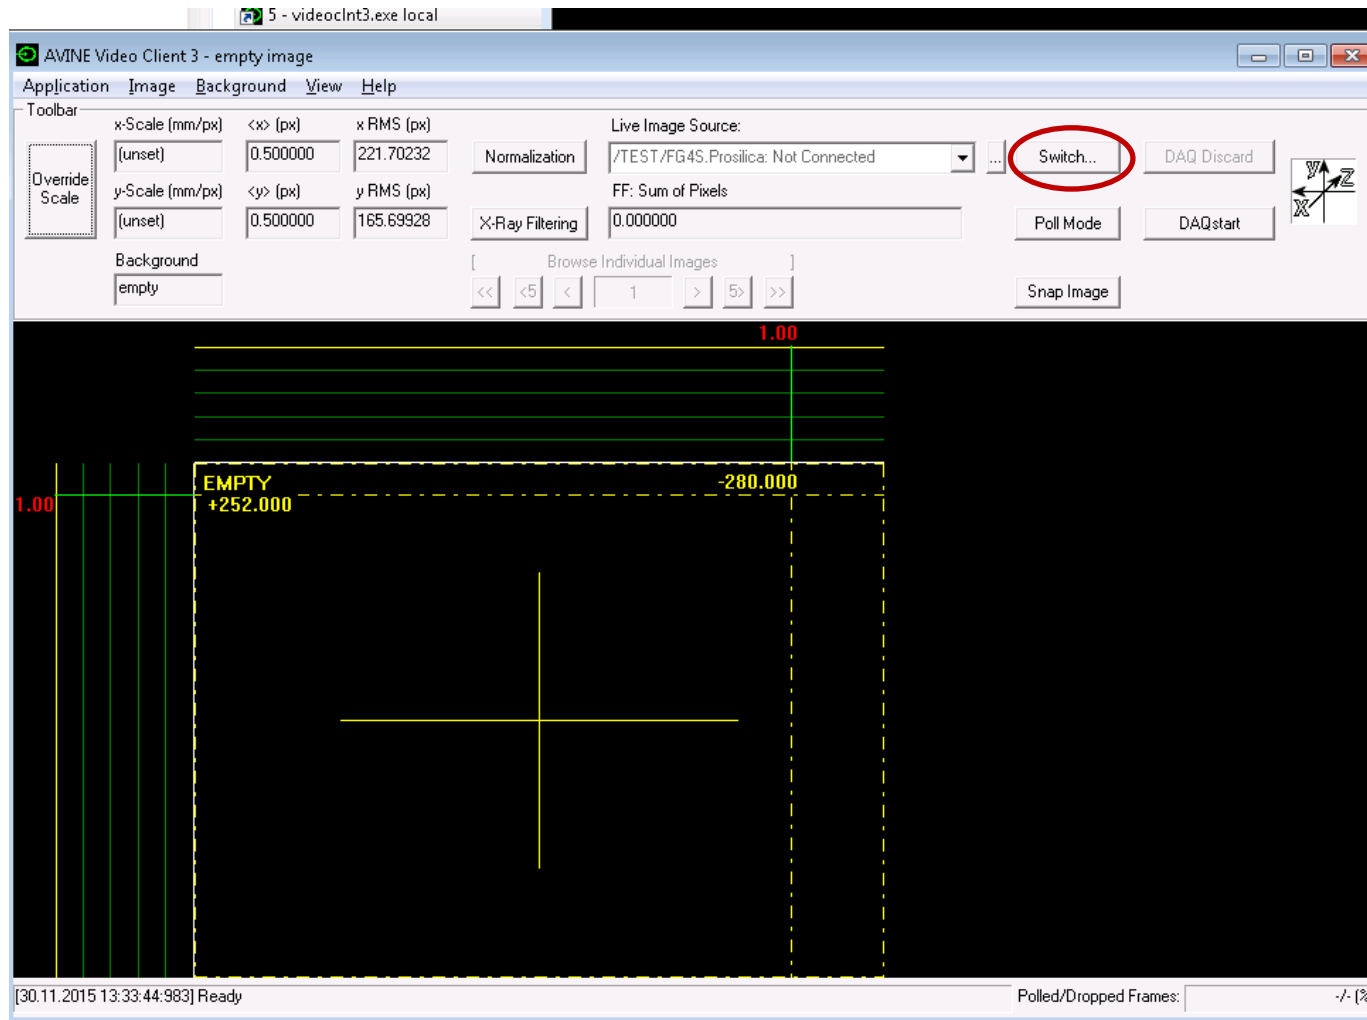 5 - videoclnt3.exe local
AVINE Video Client 3 - empty image
Application Image Background View Help
Toolbar
x-Scale (mm/px) <x> (px) x RMS (px) Live Image Source:
Override Scale (unset) 0.500000 221.70232 Normalization /TEST/FG4S.Prosilica: Not Connected ... Switch... DAQ Discard
y-Scale (mm/px) <y> (px) y RMS (px) FF: Sum of Pixels
(unset) 0.500000 165.69928 X-Ray Filtering 0.000000 Poll Mode DAQstart
Y Z X
Background [ Browse Individual Images ]
empty << <5 < 1 > 5> >> Snap Image
1.00
EMPTY -280.000
1.00 +252.000
[30.11.2015 13:33:44:983] Ready Polled/Dropped Frames: -/- (%